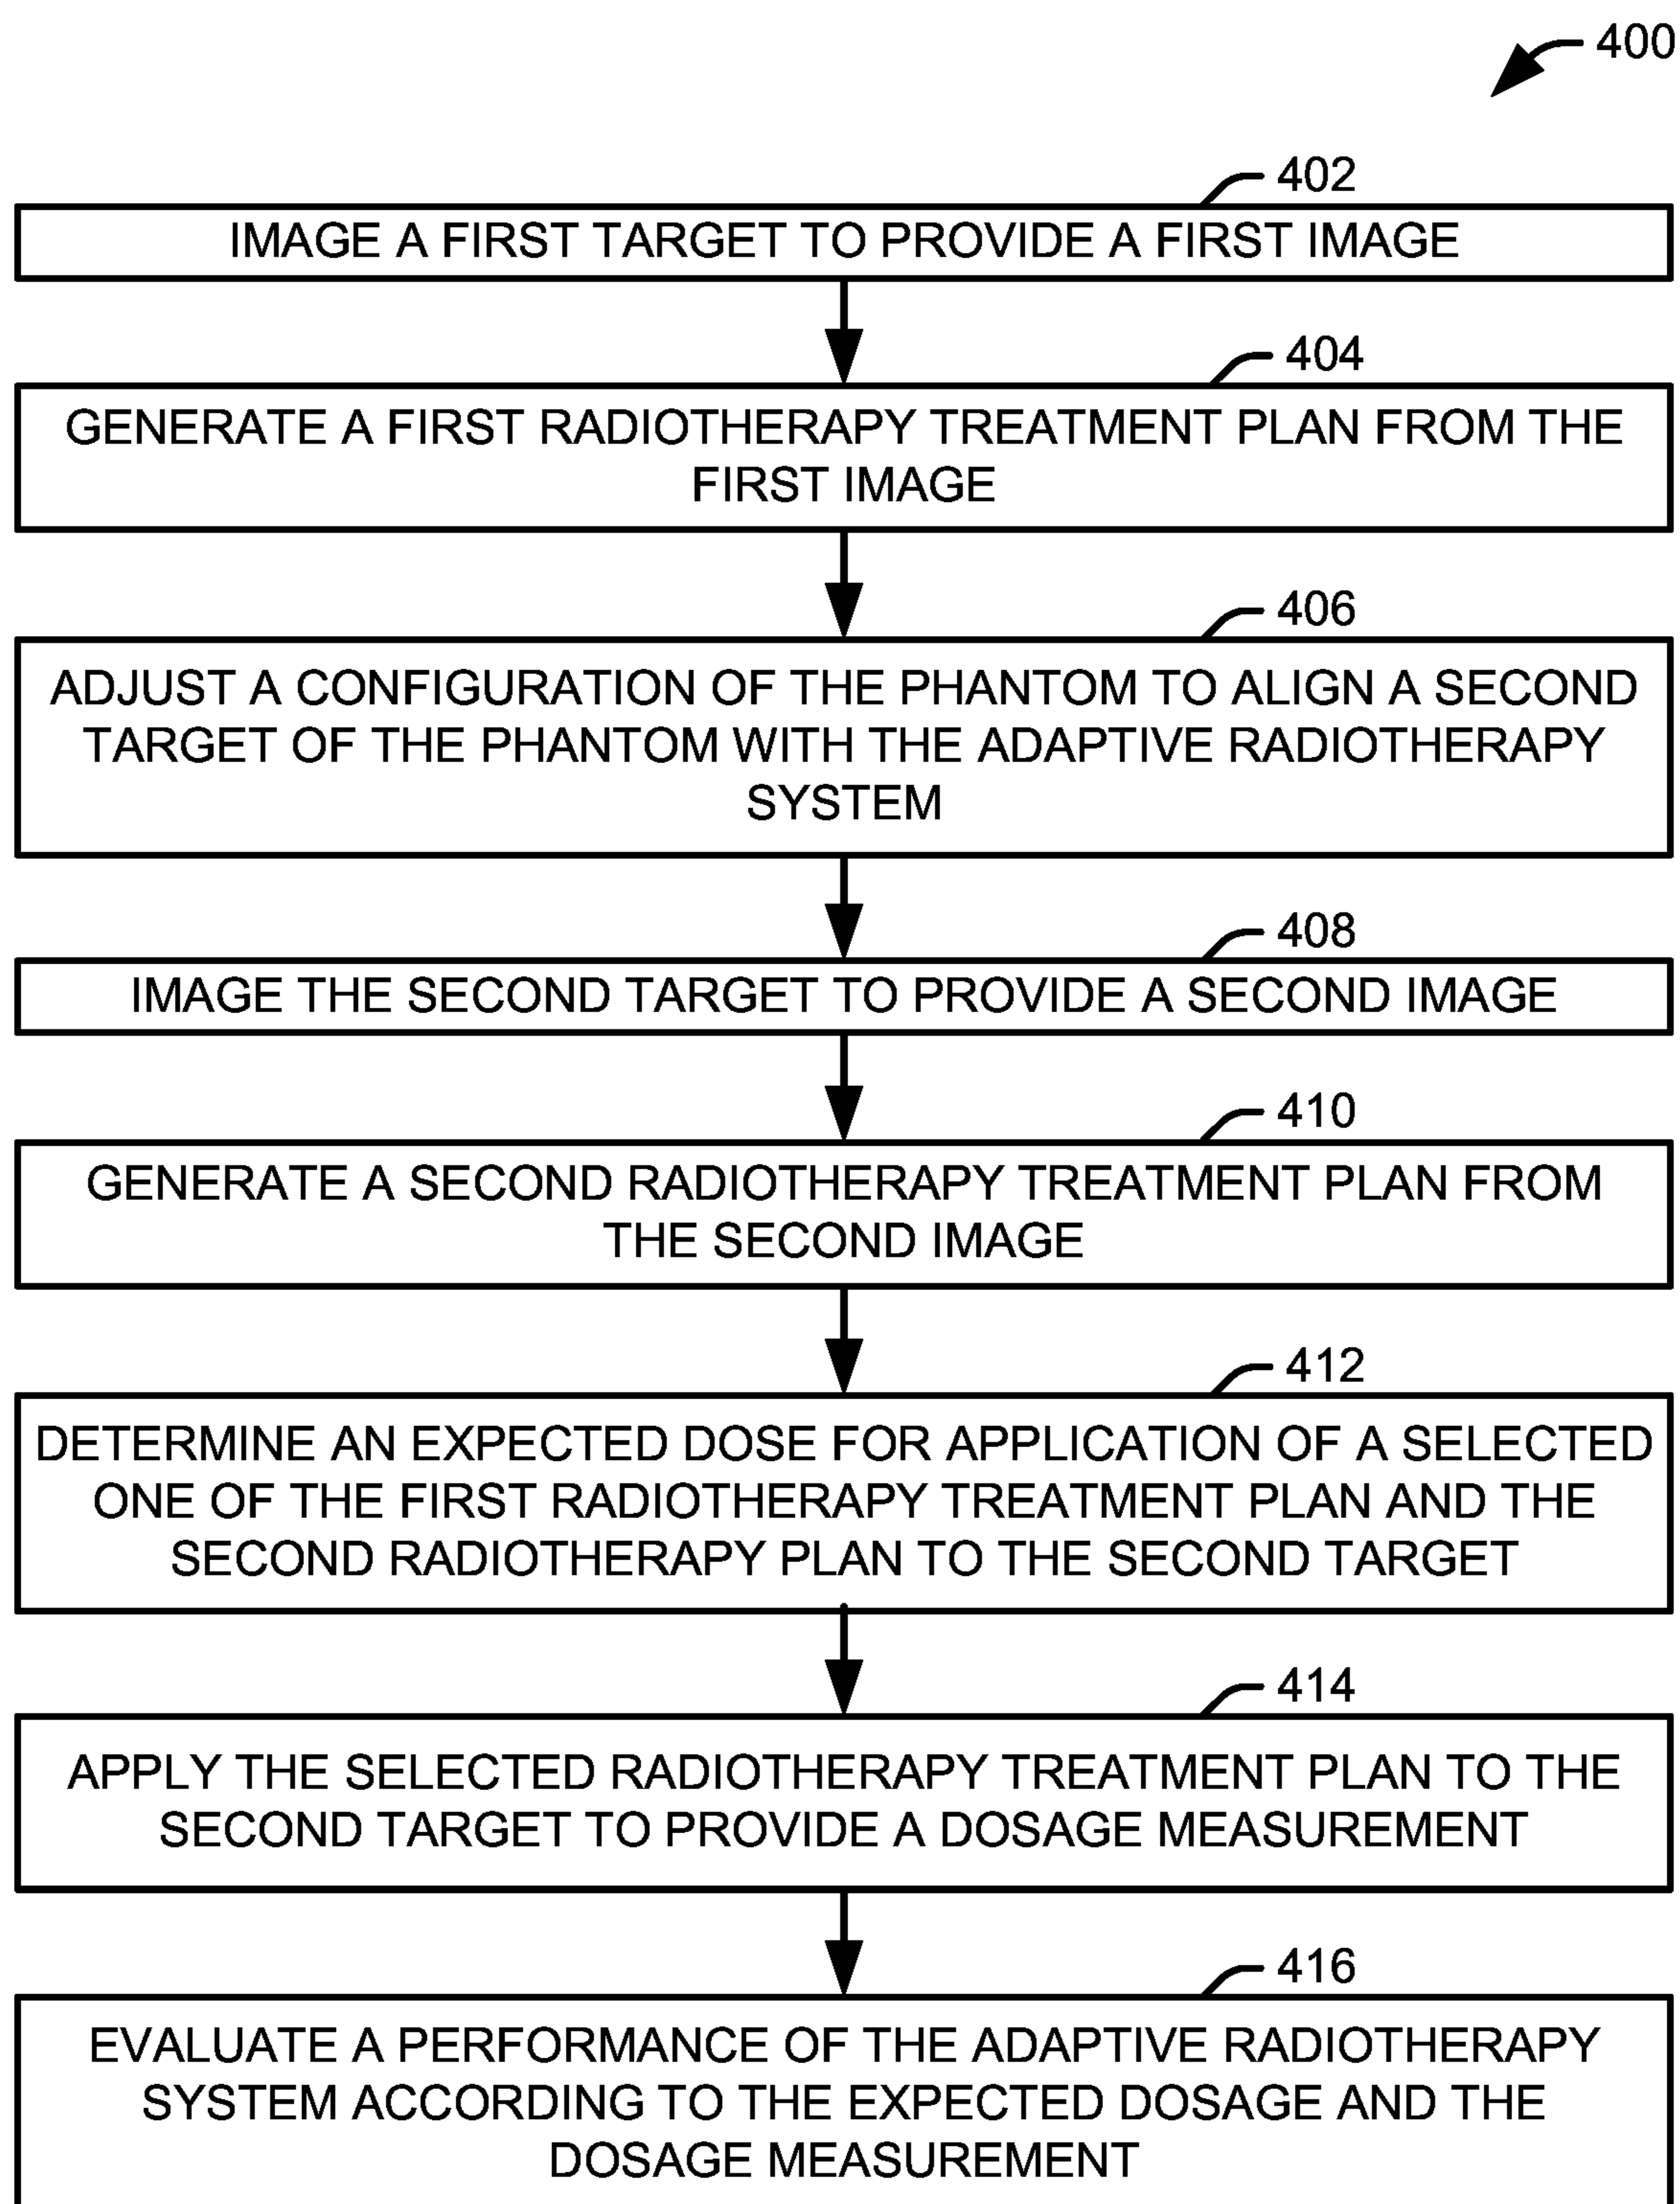 400
402
IMAGE A FIRST TARGET TO PROVIDE A FIRST IMAGE
404
GENERATE A FIRST RADIOTHERAPY TREATMENT PLAN FROM THE
FIRST IMAGE
406
ADJUST A CONFIGURATION OF THE PHANTOM TO ALIGN A SECOND
TARGET OF THE PHANTOM WITH THE ADAPTIVE RADIOTHERAPY
SYSTEM
408
IMAGE THE SECOND TARGET TO PROVIDE A SECOND IMAGE
410
GENERATE A SECOND RADIOTHERAPY TREATMENT PLAN FROM
THE SECOND IMAGE
412
DETERMINE AN EXPECTED DOSE FOR APPLICATION OF A SELECTED
ONE OF THE FIRST RADIOTHERAPY TREATMENT PLAN AND THE
SECOND RADIOTHERAPY PLAN TO THE SECOND TARGET
414
APPLY THE SELECTED RADIOTHERAPY TREATMENT PLAN TO THE
SECOND TARGET TO PROVIDE A DOSAGE MEASUREMENT
416
EVALUATE A PERFORMANCE OF THE ADAPTIVE RADIOTHERAPY
SYSTEM ACCORDING TO THE EXPECTED DOSAGE AND THE
DOSAGE MEASUREMENT